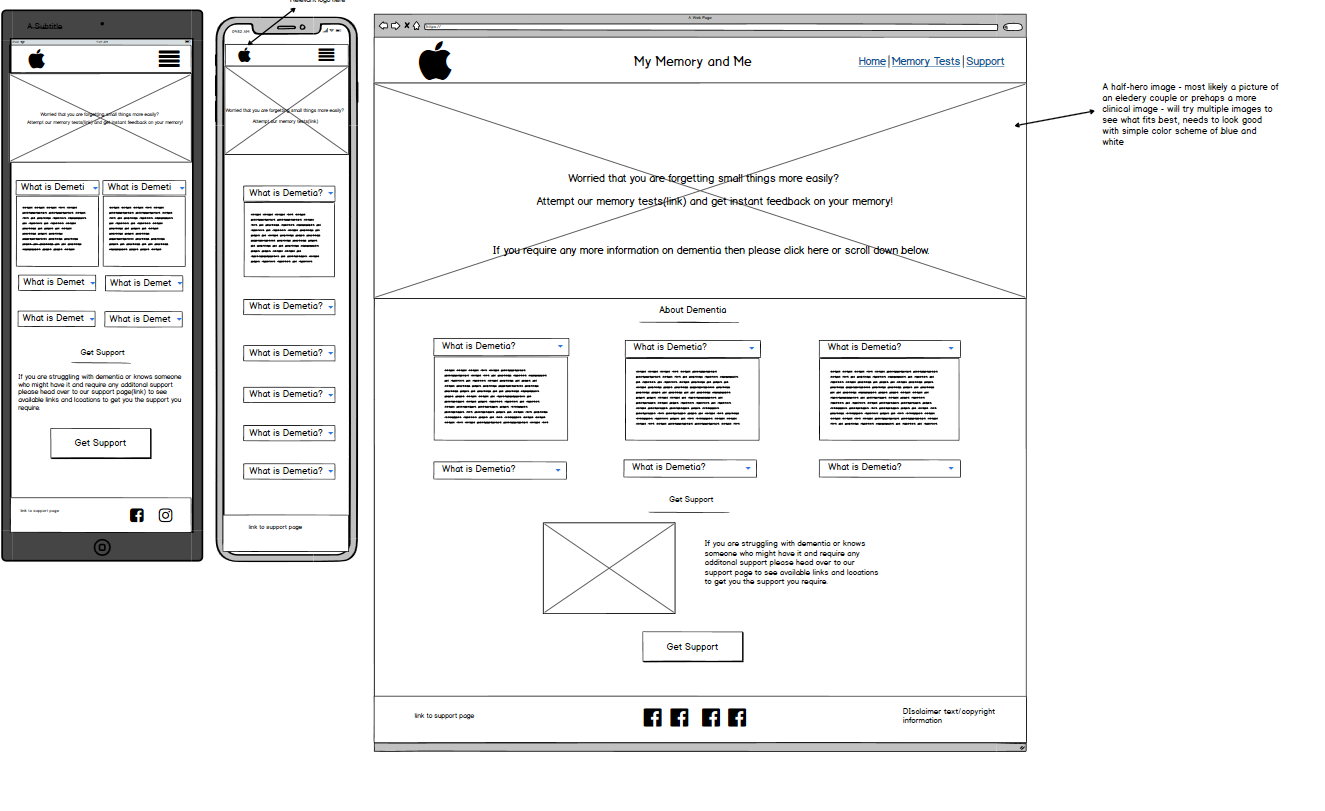 Relevant logo here
A Subtitle
Worried that you are forgetting small things more easily?
Attempt our memory tests(link) and get instant feedback on your memory!
What is Demeti
What is Demeti
What is Demet
What is Demet
What is Demet
What is Demet
Get Support
If you are struggling with dementia or knows someone
who might have it and require any additonal support
please head over to our support page(link) to see
available links and locations to get you the support you
require.
Get Support
link to support page
09:52 AM
Worried that you are forgetting small things more easily?
Attempt our memory tests(link)
What is Demetia?
What is Demetia?
What is Demetia?
What is Demetia?
What is Demetia?
What is Demetia?
link to support page
A Web Page
https://
My Memory and Me
Home | Memory Tests | Support
Worried that you are forgetting small things more easily?
Attempt our memory tests(link) and get instant feedback on your memory!
If you require any more information on dementia then please click here or scroll down below.
About Dementia
What is Demetia?
What is Demetia?
What is Demetia?
What is Demetia?
What is Demetia?
What is Demetia?
Get Support
If you are struggling with dementia or knows
someone who might have it and require any
additonal support please head over to our
support page to see available links and locations
to get you the support you require.
Get Support
link to support page
DIsclaimer text/copyright
information
A half-hero image - most likely a picture of
an eledery couple or prehaps a more
clinical image - will try multiple images to
see what fits best, needs to look good
with simple color scheme of blue and
white